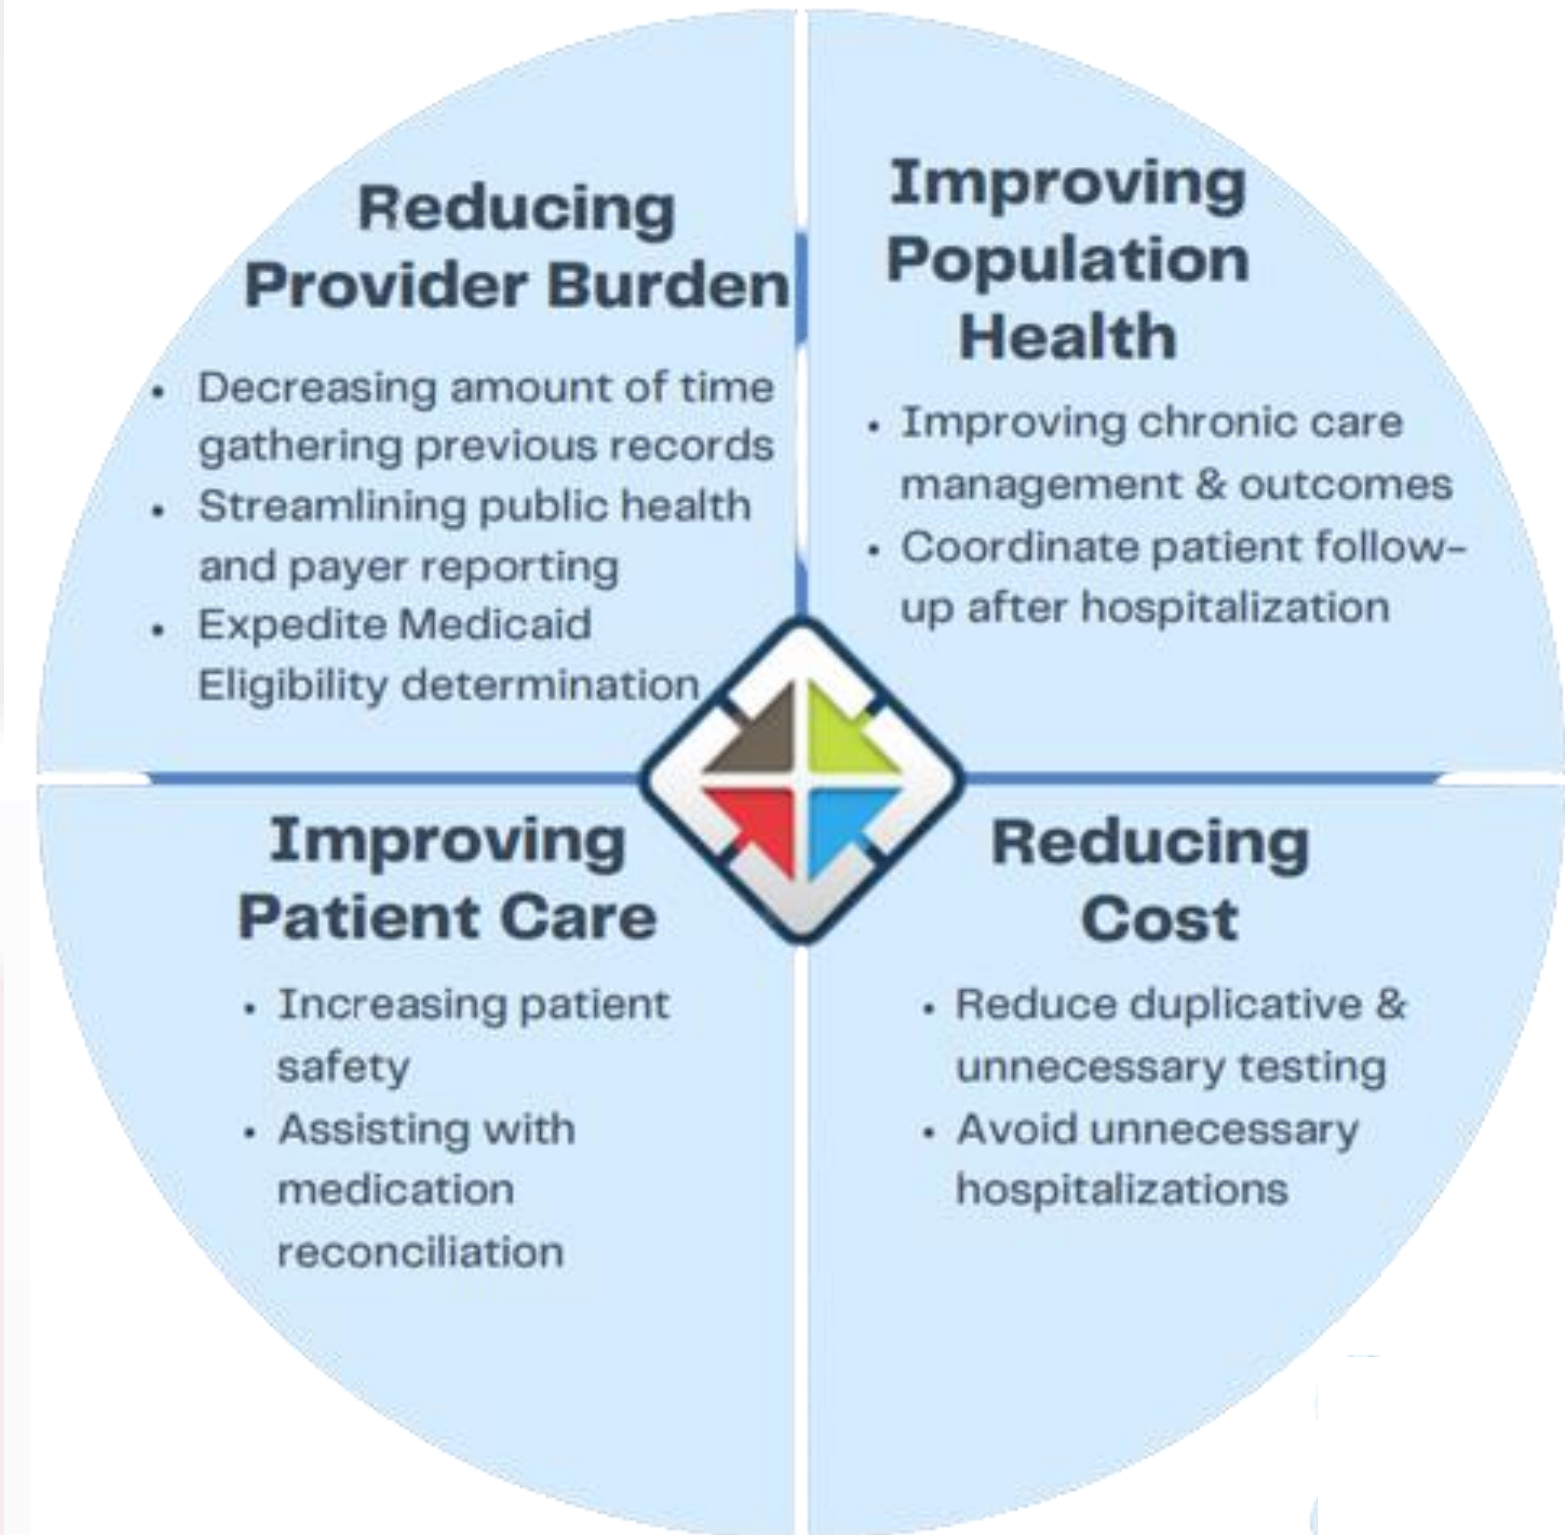 Reducing
Provider Burden
• Decreasing amount of time
gathering previous records
• Streamlining public health
and payer reporting
• Expedite Medicaid
Eligibility determination
Improving
Population
Health
• Improving chronic care
management & outcomes
• Coordinate patient follow-
up after hospitalization
Improving
Patient Care
• Increasing patient
safety
• Assisting with
medication
reconciliation
Reducing
Cost
• Reduce duplicative &
unnecessary testing
• Avoid unnecessary
hospitalizations